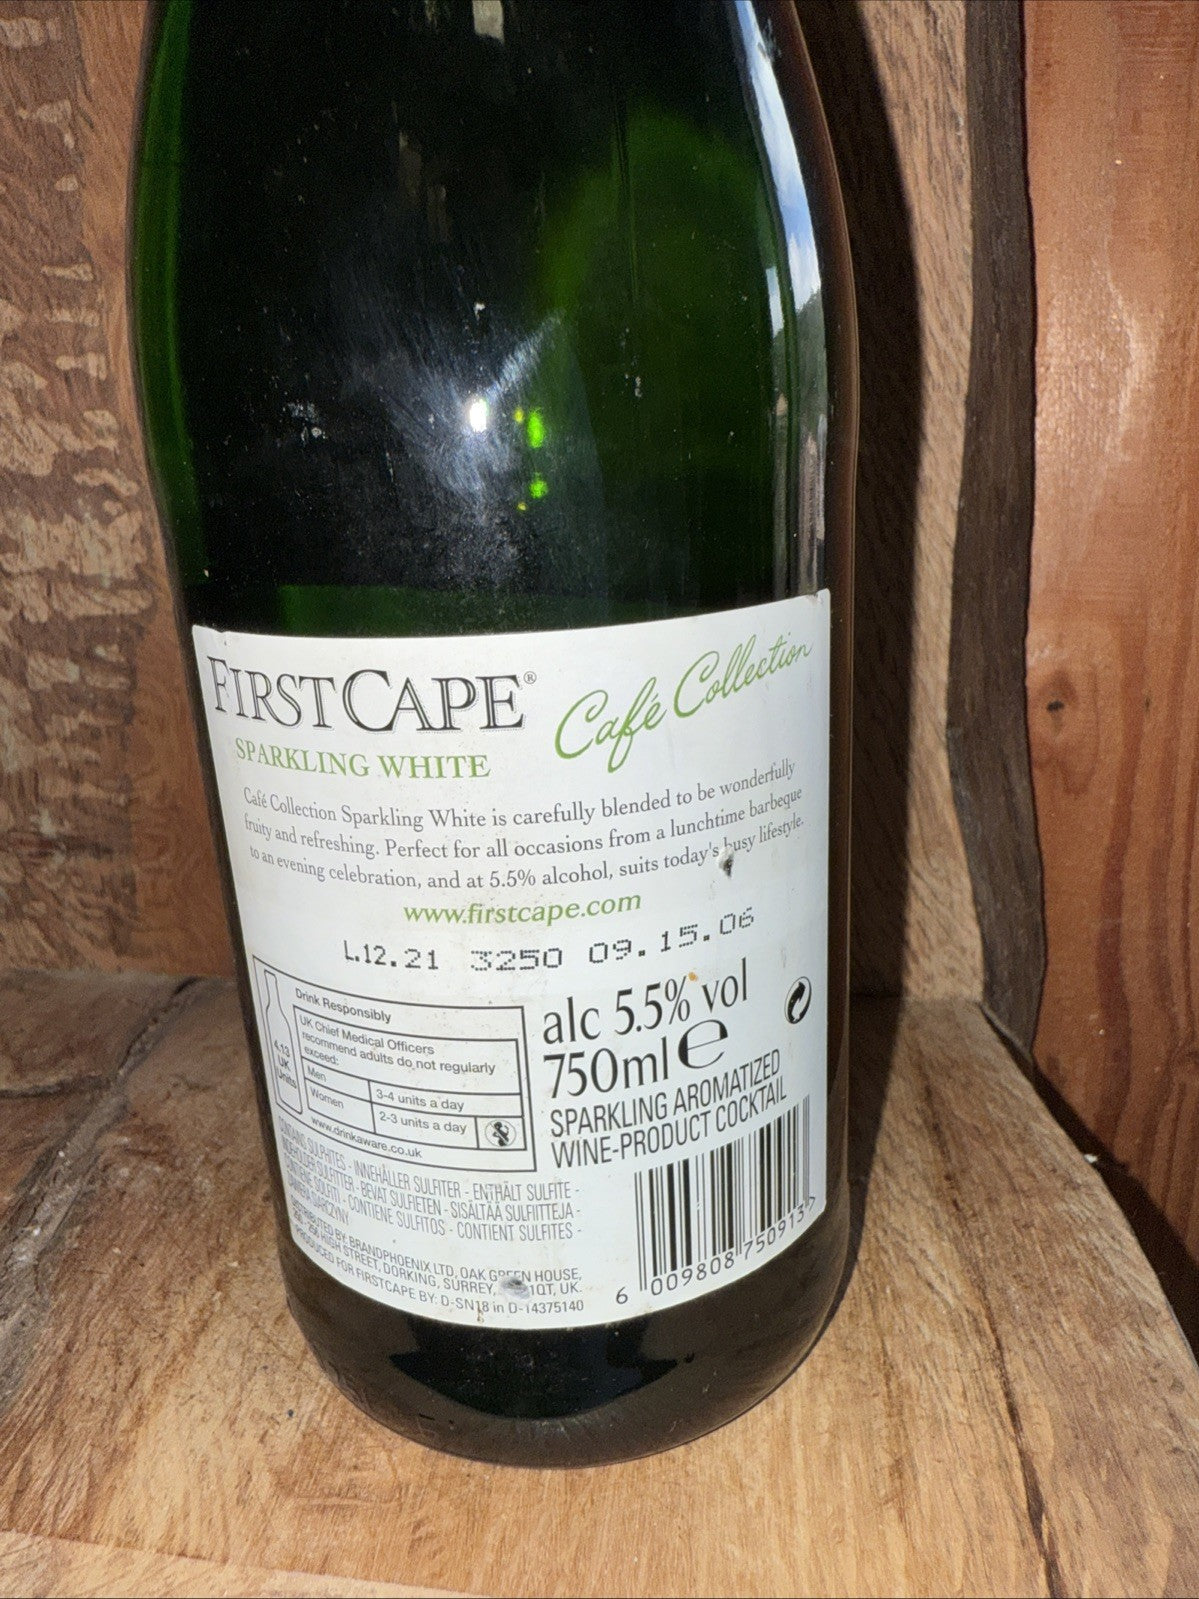 FIRSTCAPE® Café Collection
SPARKLING WHITE
Café Collection Sparkling White is carefully blended to be wonderfully
fruity and refreshing. Perfect for all occasions from a lunchtime barbeque
to an evening celebration, and at 5.5% alcohol, suits today's busy lifestyle.
www.firstcape.com
L.12.21 3250 09.15.06
Drink Responsibly
UK Chief Medical Officers
recommend adults do not regularly
exceed:
Men 3-4 units a day
Women 2-3 units a day
www.drinkaware.co.uk
4.13
UK
Units
alc 5.5% vol
750ml e
SPARKLING AROMATIZED
WINE-PRODUCT COCKTAIL
CONTAINS SULPHITES - INNEHÅLLER SULFITER - ENTHÄLT SULFITE -
INDEHOLDER SULFITTER - BEVAT SULFIETEN - SISÄLTÄÄ SULFIITTEJA -
CONTIENE SOLFITI - CONTIENE SULFITOS - CONTIENT SULFITES -
DISTRIBUTED BY BRANDPHOENIX LTD, OAK GREEN HOUSE,
HIGH STREET, DORKING, SURREY, 1QT, UK.
PRODUCED FOR FIRSTCAPE BY: D-SN18 in D-14375140
6 009808 750913